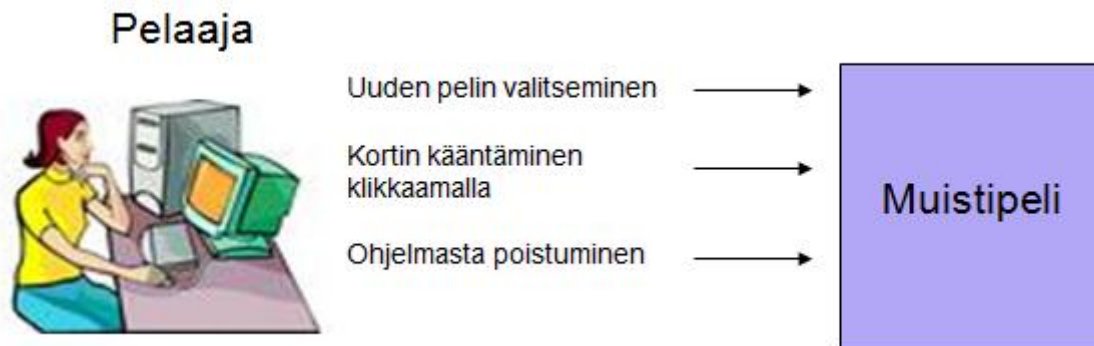 Pelaaja
Uuden pelin valitseminen
Kortin kääntäminen
klikkaamalla
Ohjelmasta poistuminen
Muistipeli